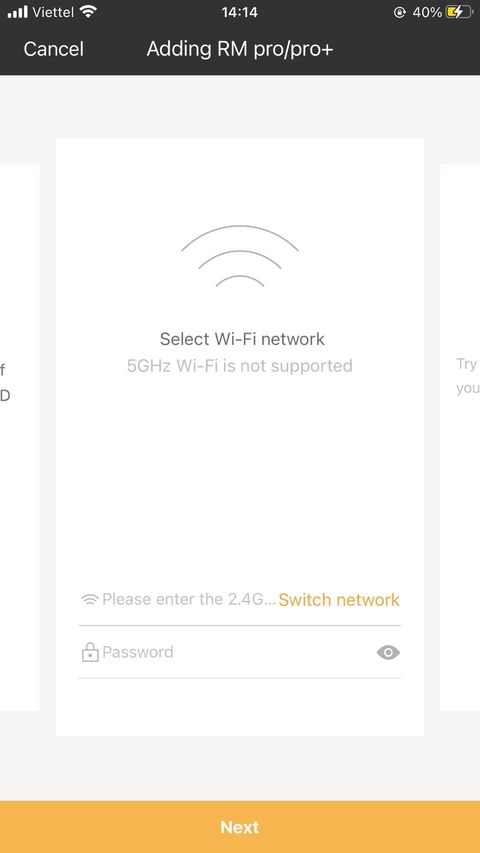 Viettel 14:14 40%
Cancel Adding RM pro/pro+
Select Wi-Fi network
5GHz Wi-Fi is not supported
f
D
Try
you
Please enter the 2.4G... Switch network
Password
Next